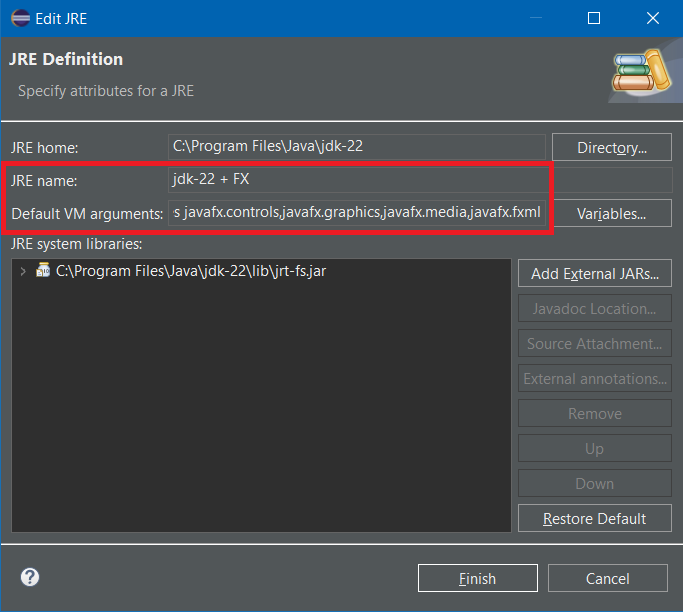 Edit JRE
JRE Definition
Specify attributes for a JRE
JRE home: C:\Program Files\Java\jdk-22 Directory...
JRE name: jdk-22 + FX
Default VM arguments: s javafx.controls,javafx.graphics,javafx.media,javafx.fxml Variables...
JRE system libraries:
C:\Program Files\Java\jdk-22\lib\jrt-fs.jar
Add External JARs...
Javadoc Location...
Source Attachment...
External annotations...
Remove
Up
Down
Restore Default
? Finish Cancel